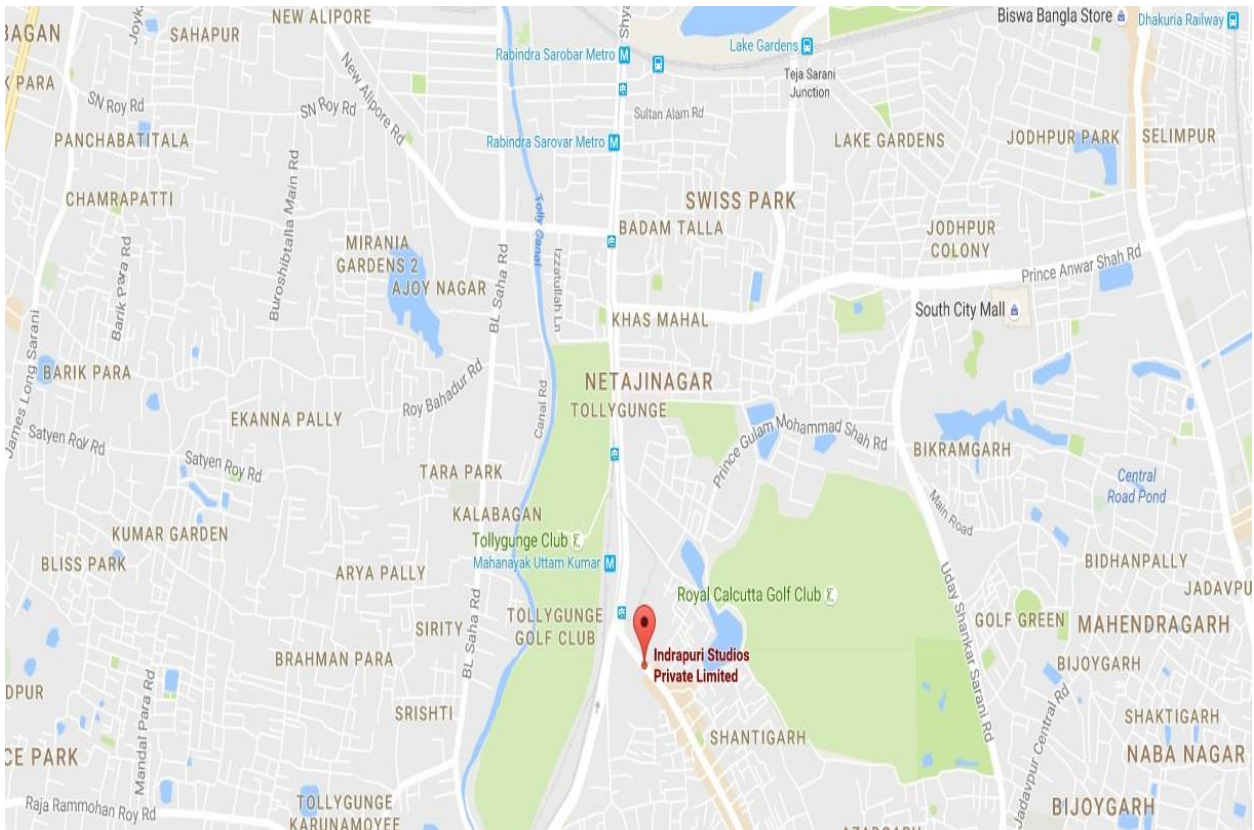 NEW ALIPORE
Biswa Bangla Store
Dhakuria Railway
BAGAN
SAHAPUR
Joyk
Shya
Rabindra Sarobar Metro
Lake Gardens
Teja Sarani
Junction
K PARA
New Alipore Rd
SN Roy Rd
SN Roy Rd
Sultan Alam Rd
PANCHABATITALA
Rabindra Sarovar Metro
LAKE GARDENS
JODHPUR PARK
SELIMPUR
CHAMRAPATTI
Buroshibtalla Main Rd
Tolly Canal
SWISS PARK
BADAM TALLA
JODHPUR
COLONY
Barik Para Rd
MIRANIA
GARDENS 2
AJOY NAGAR
BL Saha Rd
Izzatullah Ln
Prince Anwar Shah Rd
South City Mall
KHAS MAHAL
James Long Sarani
BARIK PARA
NETAJINAGAR
TOLLYGUNGE
Roy Bahadur Rd
Canal Rd
EKANNA PALLY
Satyen Roy Rd
Satyen Roy Rd
Prince Gulam Mohammad Shah Rd
BIKRAMGARH
TARA PARK
Central
Road Pond
KALABAGAN
Main Road
KUMAR GARDEN
Tollygunge Club
Mahanayak Uttam Kumar
BLISS PARK
ARYA PALLY
BIDHANPALLY
JADAVPU
Royal Calcutta Golf Club
TOLLYGUNGE
GOLF CLUB
BL Saha Rd
SIRITY
Uday Shankar Sarani Rd
GOLF GREEN
MAHENDRAGARH
Indrapuri Studios
Private Limited
BRAHMAN PARA
BIJOYGARH
DPUR
Mandal Para Rd
SRISHTI
SHANTIGARH
Jadavpur Central Rd
SHAKTIGARH
CE PARK
NABA NAGAR
Raja Rammohan Roy Rd
TOLLYGUNGE
KARUNAMOYEE
BIJOYGARH
AZADGARH